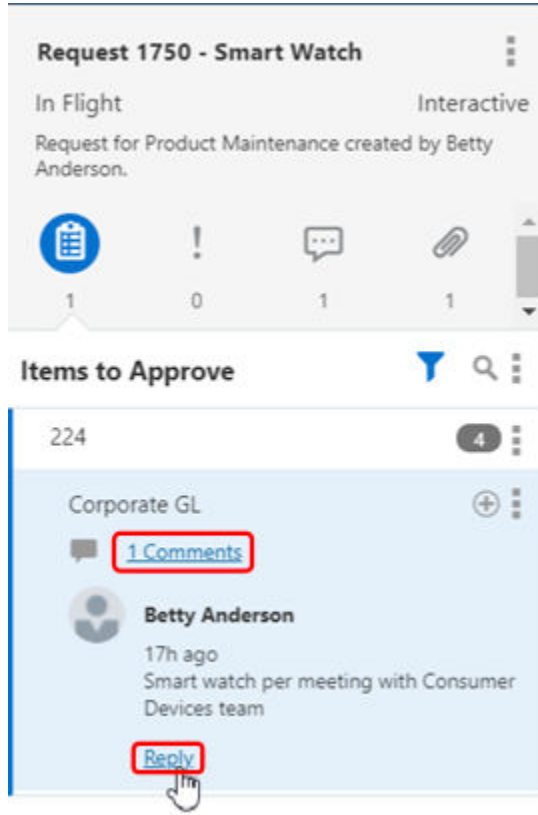 Request 1750 - Smart Watch
In Flight Interactive
Request for Product Maintenance created by Betty
Anderson.
1 0 1 1
Items to Approve
224 4
Corporate GL
1 Comments
Betty Anderson
17h ago
Smart watch per meeting with Consumer
Devices team
Reply